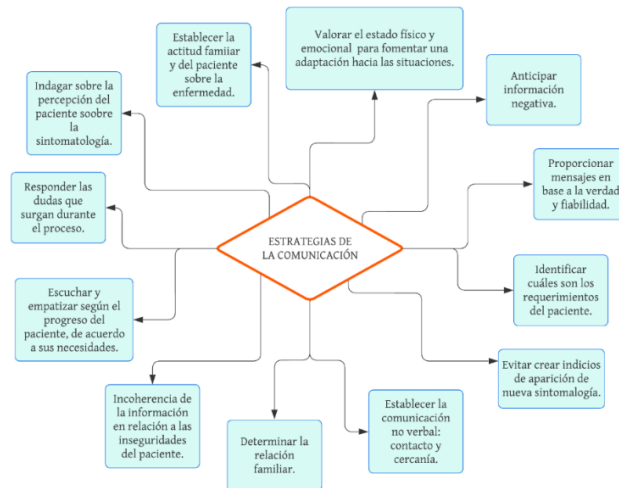 Establecer la
actitud famiiar
y del paciente
sobre la
enfermedad.
Valorar el estado físico y
emocional para fomentar una
adaptación hacia las situaciones.
Anticipar
información
negativa.
Indagar sobre la
percepción del
paciente soobre
la
sintomatología.
Proporcionar
mensajes en
base a la verdad
y fiabilidad.
Responder las
dudas que
surgan durante
el proceso.
ESTRATEGIAS DE
LA COMUNICACIÓN
Identificar
cuáles son los
requerimientos
del paciente.
Escuchar y
empatizar según el
progreso del
paciente, de acuerdo
a sus necesidades.
Evitar crear indicios
de aparición de
nueva sintomalogía.
Incoherencia de
la información
en relación a las
inseguridades
del paciente.
Determinar la
relación
familiar.
Establecer la
comunicación
no verbal:
contacto y
cercanía.